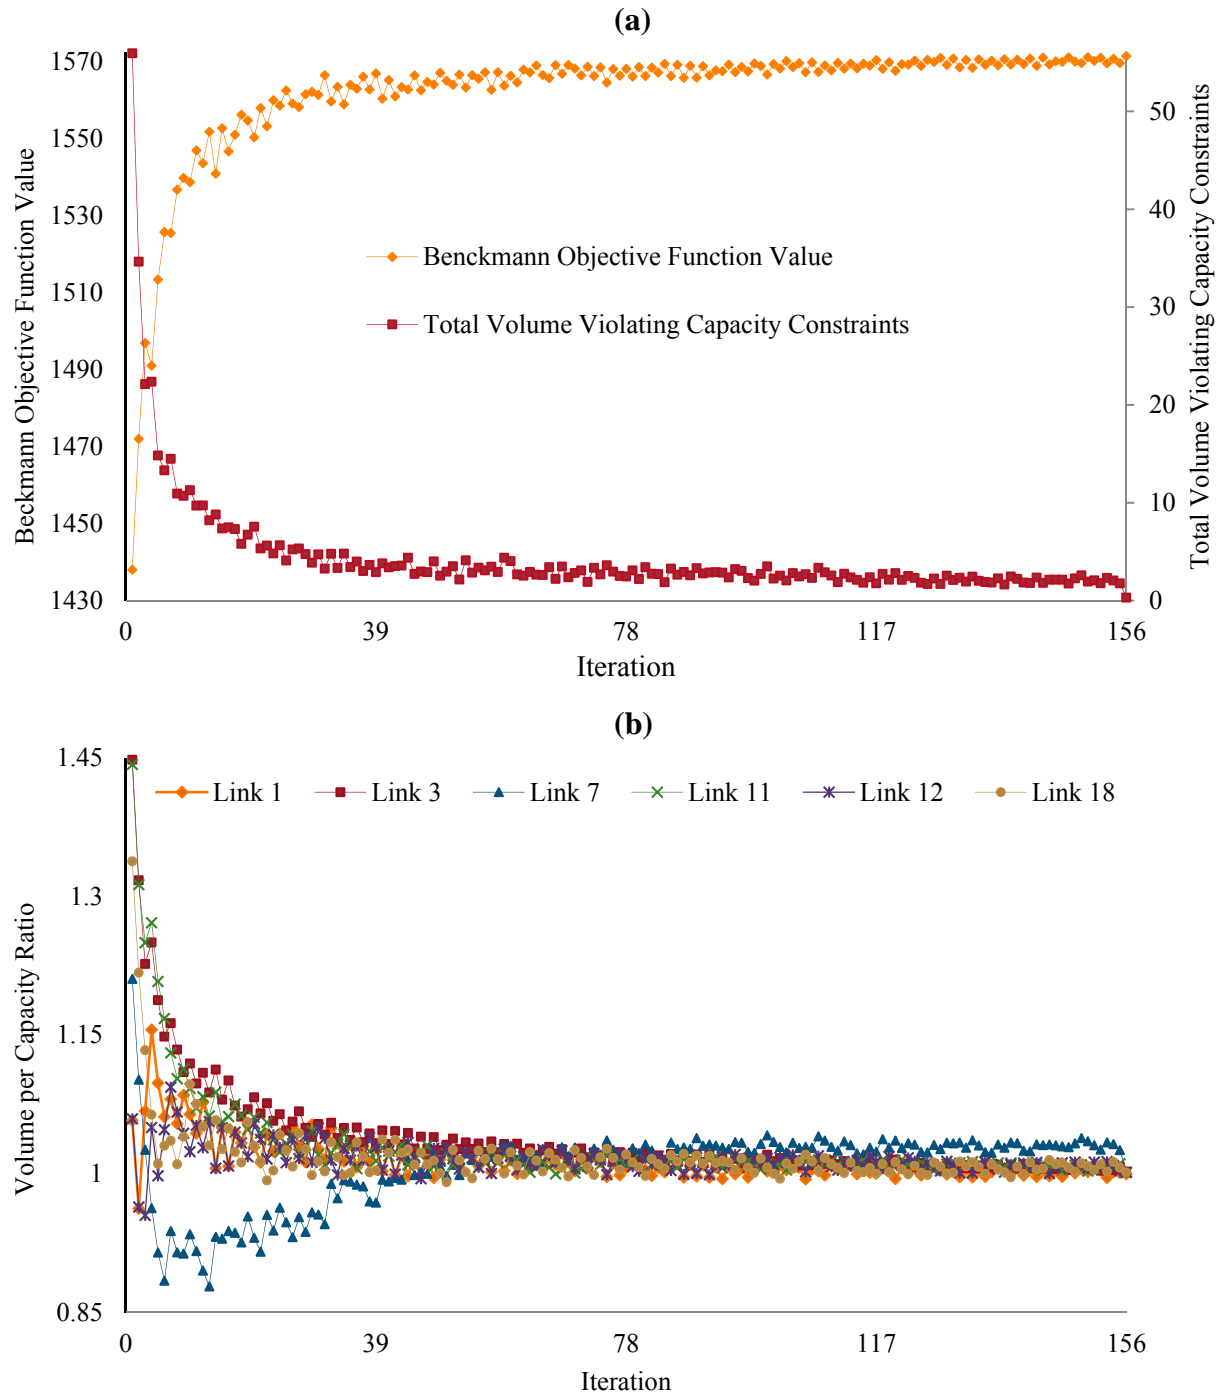 (a)
1570
1550
1530
1510
1490
1470
1450
1430
50
40
30
20
10
0
Beckmann Objective Function Value
Total Volume Violating Capacity Constraints
Benckmann Objective Function Value
Total Volume Violating Capacity Constraints
0 39 78 117 156
Iteration
(b)
1.45
1.3
1.15
1
0.85
Volume per Capacity Ratio
Link 1 Link 3 Link 7 Link 11 Link 12 Link 18
0 39 78 117 156
Iteration